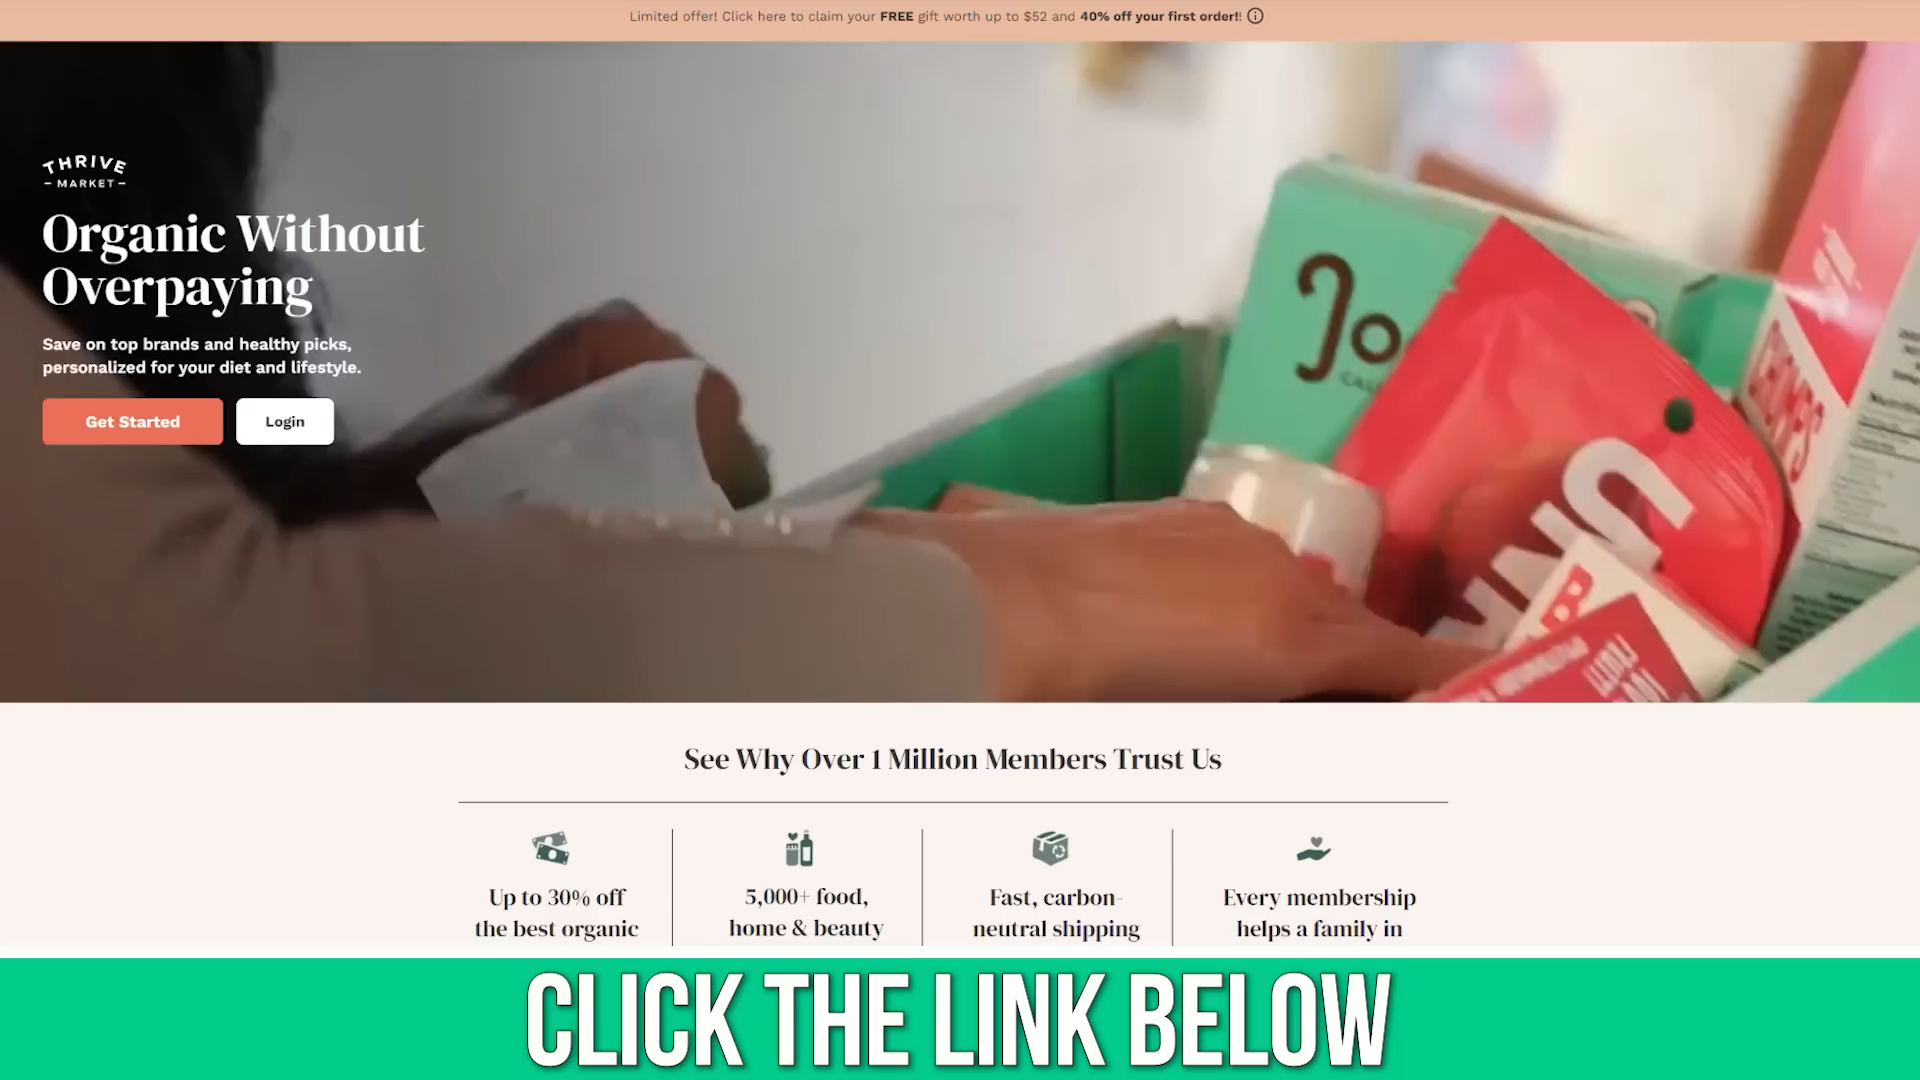 Limited offer! Click here to claim your FREE gift worth up to $52 and 40% off your first order!!
THRIVE
MARKET
Organic Without
Overpaying
Save on top brands and healthy picks,
personalized for your diet and lifestyle.
Get Started
Login
CHOMPS
See Why Over 1 Million Members Trust Us
Up to 30% off
the best organic
5,000+ food,
home & beauty
Fast, carbon-
neutral shipping
Every membership
helps a family in
CLICK THE LINK BELOW